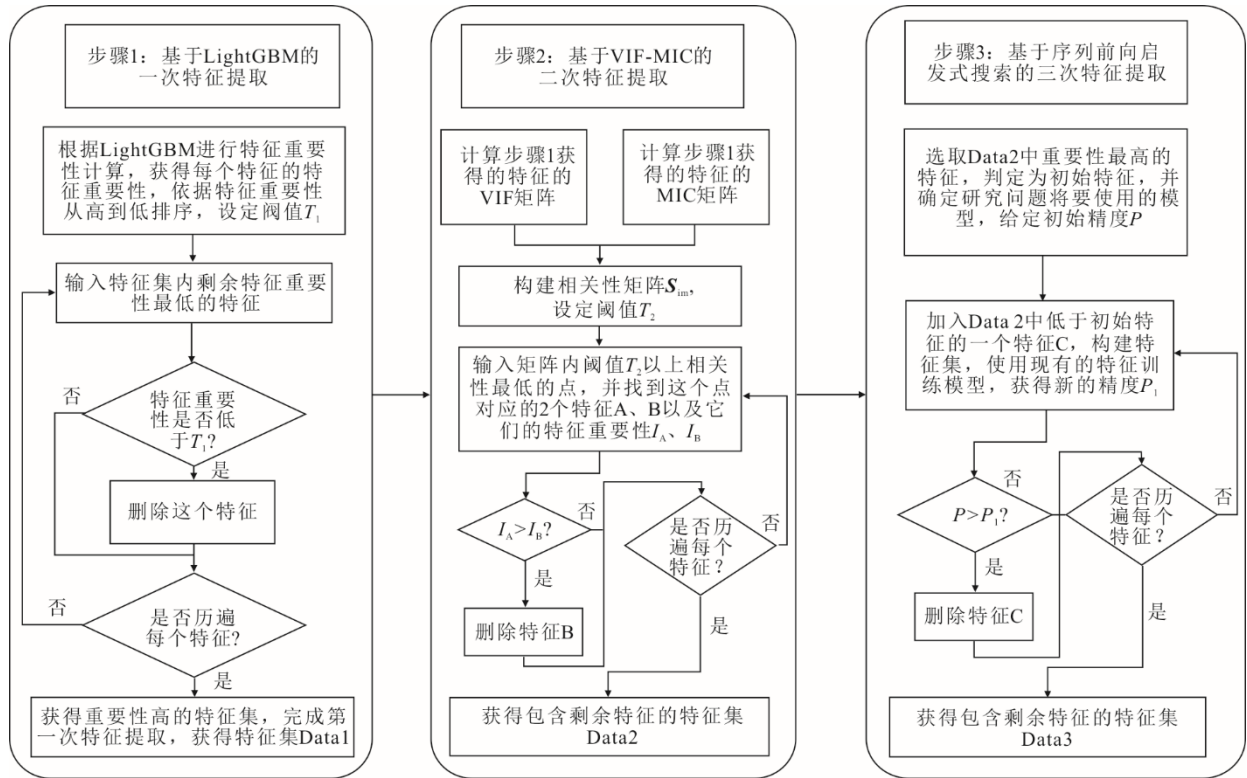 步骤1：基于LightGBM的
一次特征提取
根据LightGBM进行特征重要
性计算，获得每个特征的特
征重要性，依据特征重要性
从高到低排序，设定阀值T₁
输入特征集内剩余特征重要
性最低的特征
否
特征重要
性是否低
于T₁?
是
删除这个特征
否
是否历遍
每个特征?
是
获得重要性高的特征集，完成第
一次特征提取，获得特征集Data1
步骤2：基于VIF-MIC的
二次特征提取
计算步骤1获
得的特征的
VIF矩阵
计算步骤1获
得的特征的
MIC矩阵
构建相关性矩阵Sim,
设定阈值T₂
输入矩阵内阈值T₂以上相关
性最低的点，并找到这个点
对应的2个特征A、B以及它
们的特征重要性I_A、I_B
I_A>I_B?
否
是
删除特征B
是否历
遍每个
特征？
否
是
获得包含剩余特征的特征集
Data2
步骤3：基于序列前向启
发式搜索的三次特征提取
选取Data2中重要性最高的
特征，判定为初始特征，并
确定研究问题将要使用的模
型，给定初始精度P
加入Data 2中低于初始特
征的一个特征C，构建特
征集，使用现有的特征训
练模型，获得新的精度P₁
否
P>P₁?
是
删除特征C
是否历
遍每个
特征？
否
是
获得包含剩余特征的特征集
Data3